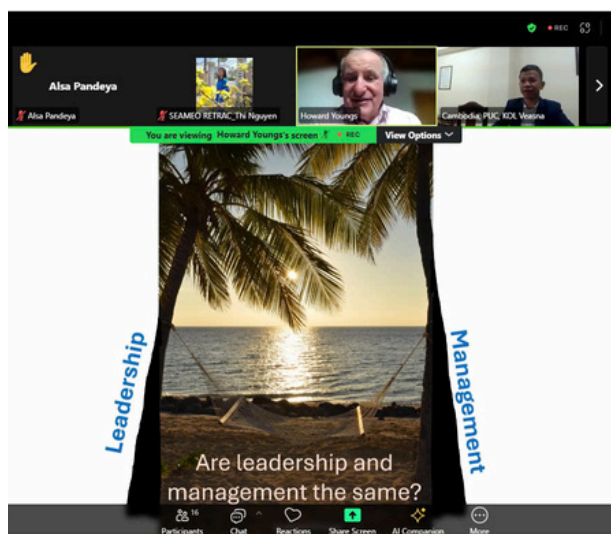 REC
Alsa Pandeya
Alsa Pandeya
SEAMEO RETRAC_Thi Nguyen
Howard Youngs
Cambodia, PUC, KOL Veasna
You are viewing Howard Youngs's screen
REC
View Options
Leadership
Management
Are leadership and
management the same?
16
Participants
Chat
Reactions
Share Screen
AI Companion
More